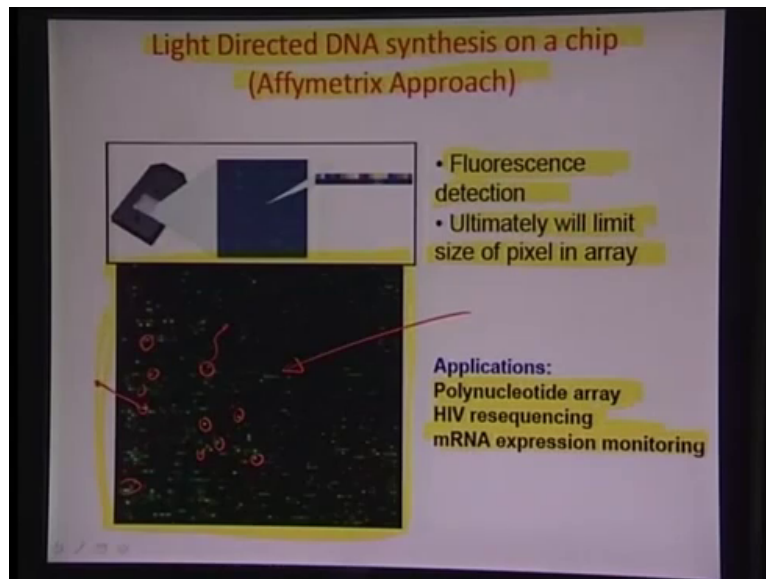 Light Directed DNA synthesis on a chip
(Affymetrix Approach)
• Fluorescence
detection
• Ultimately will limit
size of pixel in array
Applications:
Polynucleotide array
HIV resequencing
mRNA expression monitoring